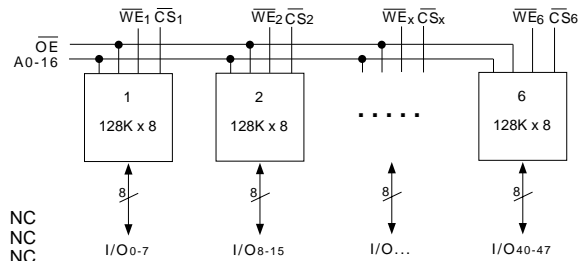 WE1 CS1 WE2 CS2 WEx CSx WE6 CS6
OE
A0-16
1 2 6
128K x 8 128K x 8 ..... 128K x 8
8 8 8 8
NC
NC
NC
I/O0-7 I/O8-15 I/O... I/O40-47